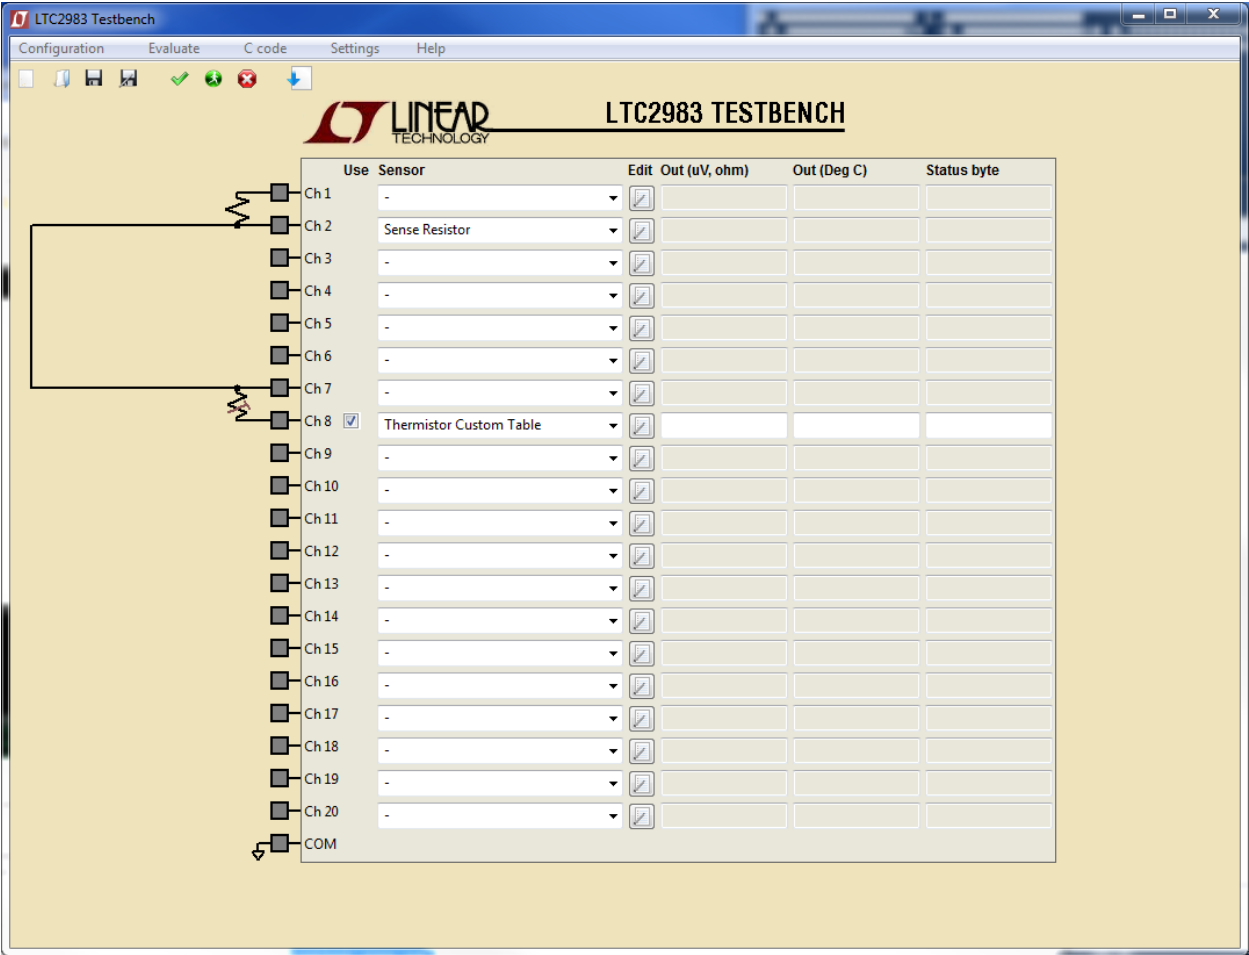 LTC2983 Testbench
Configuration Evaluate C code Settings Help
LINEAR TECHNOLOGY
LTC2983 TESTBENCH
Use Sensor Edit Out (uV, ohm) Out (Deg C) Status byte
Ch 1 -
Ch 2 Sense Resistor
Ch 3 -
Ch 4 -
Ch 5 -
Ch 6 -
Ch 7 -
Ch 8 Thermistor Custom Table
Ch 9 -
Ch 10 -
Ch 11 -
Ch 12 -
Ch 13 -
Ch 14 -
Ch 15 -
Ch 16 -
Ch 17 -
Ch 18 -
Ch 19 -
Ch 20 -
COM